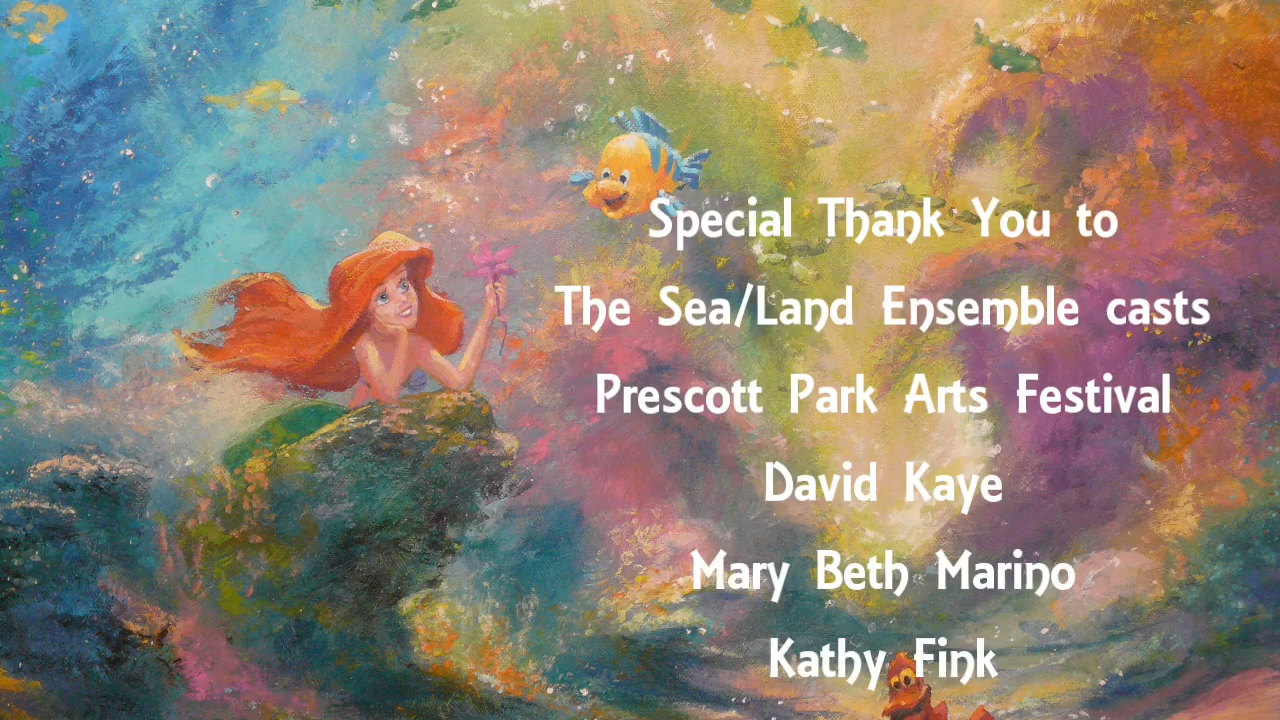 Special Thank You to
The Sea/Land Ensemble casts
Prescott Park Arts Festival
David Kaye
Mary Beth Marino
Kathy Fink